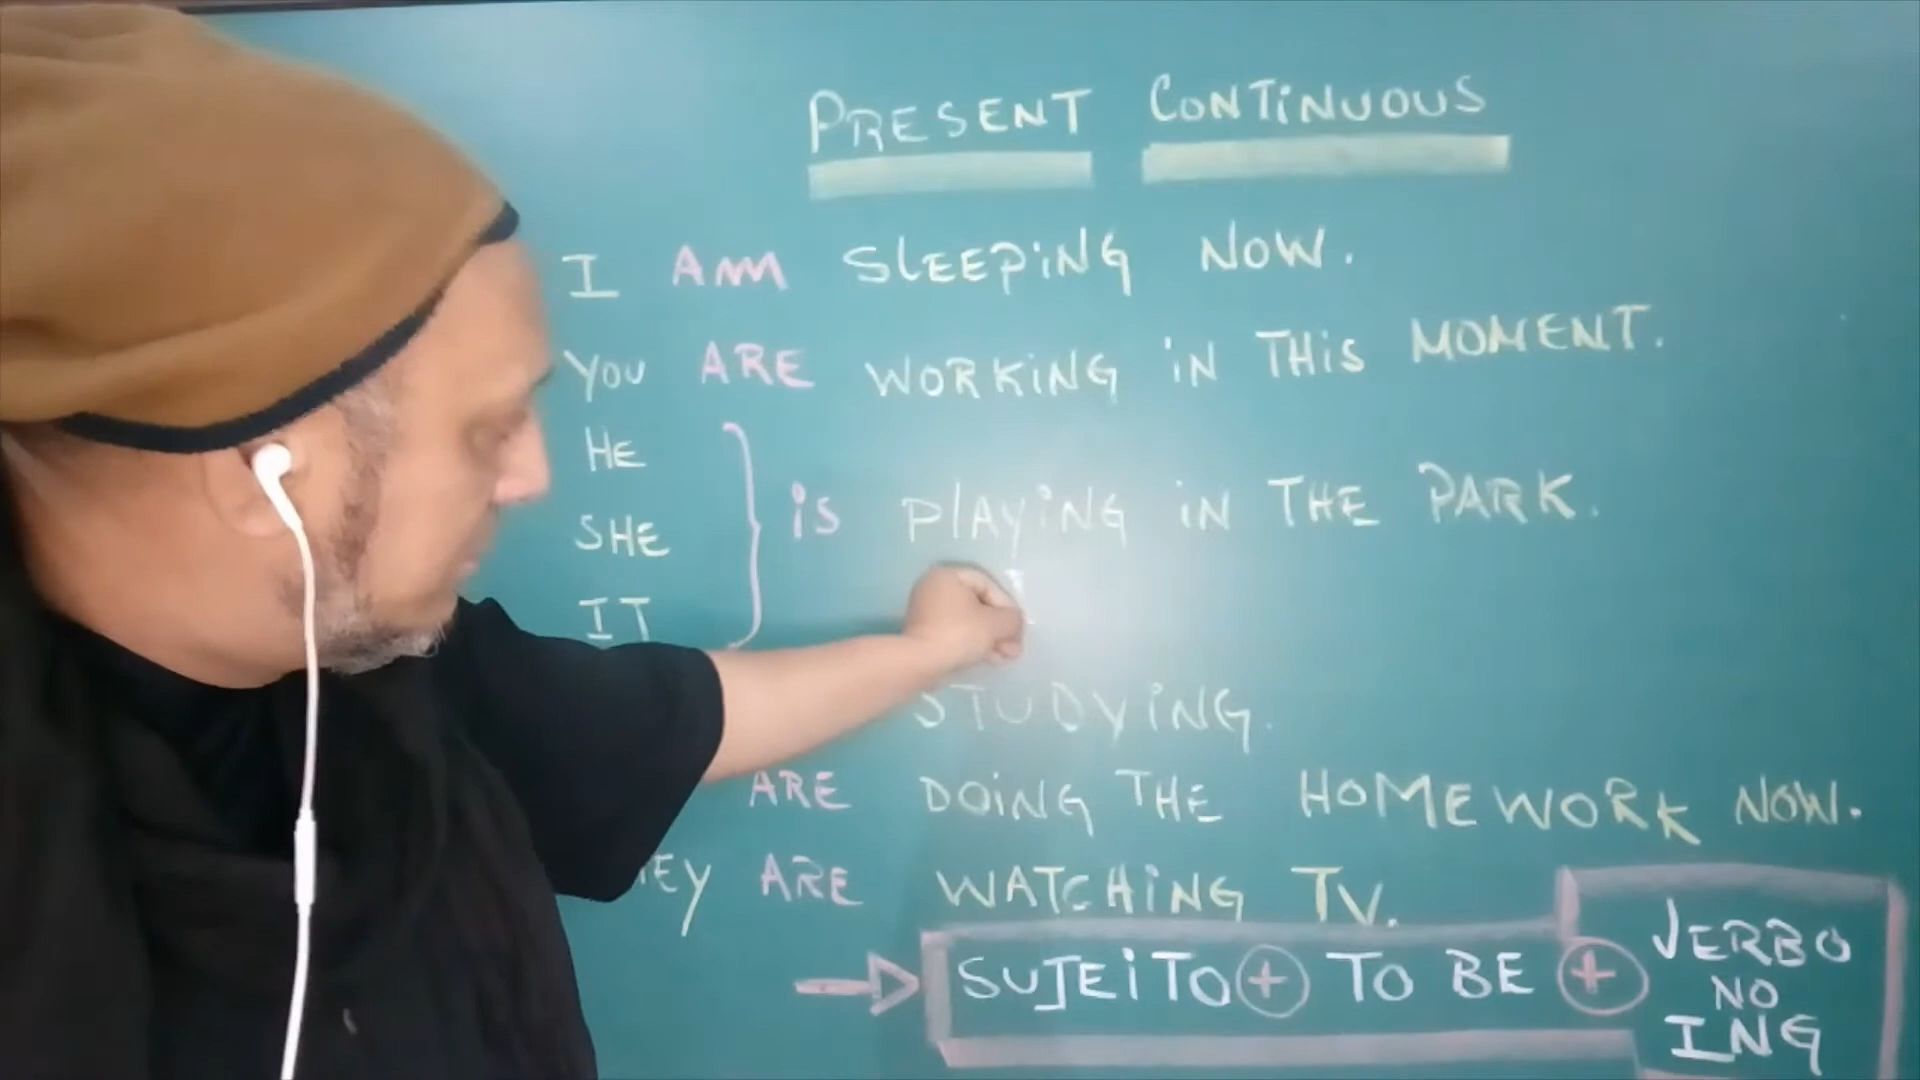 PRESENT CONTINUOUS
I AM SLEEPING NOW.
YOU ARE WORKING IN THIS MOMENT.
HE
SHE
IS PLAYING IN THE PARK.
IT
STUDYING.
ARE DOING THE HOMEWORK NOW.
ARE WATCHING TV.
SUJEITO + TO BE + VERBO NO ING